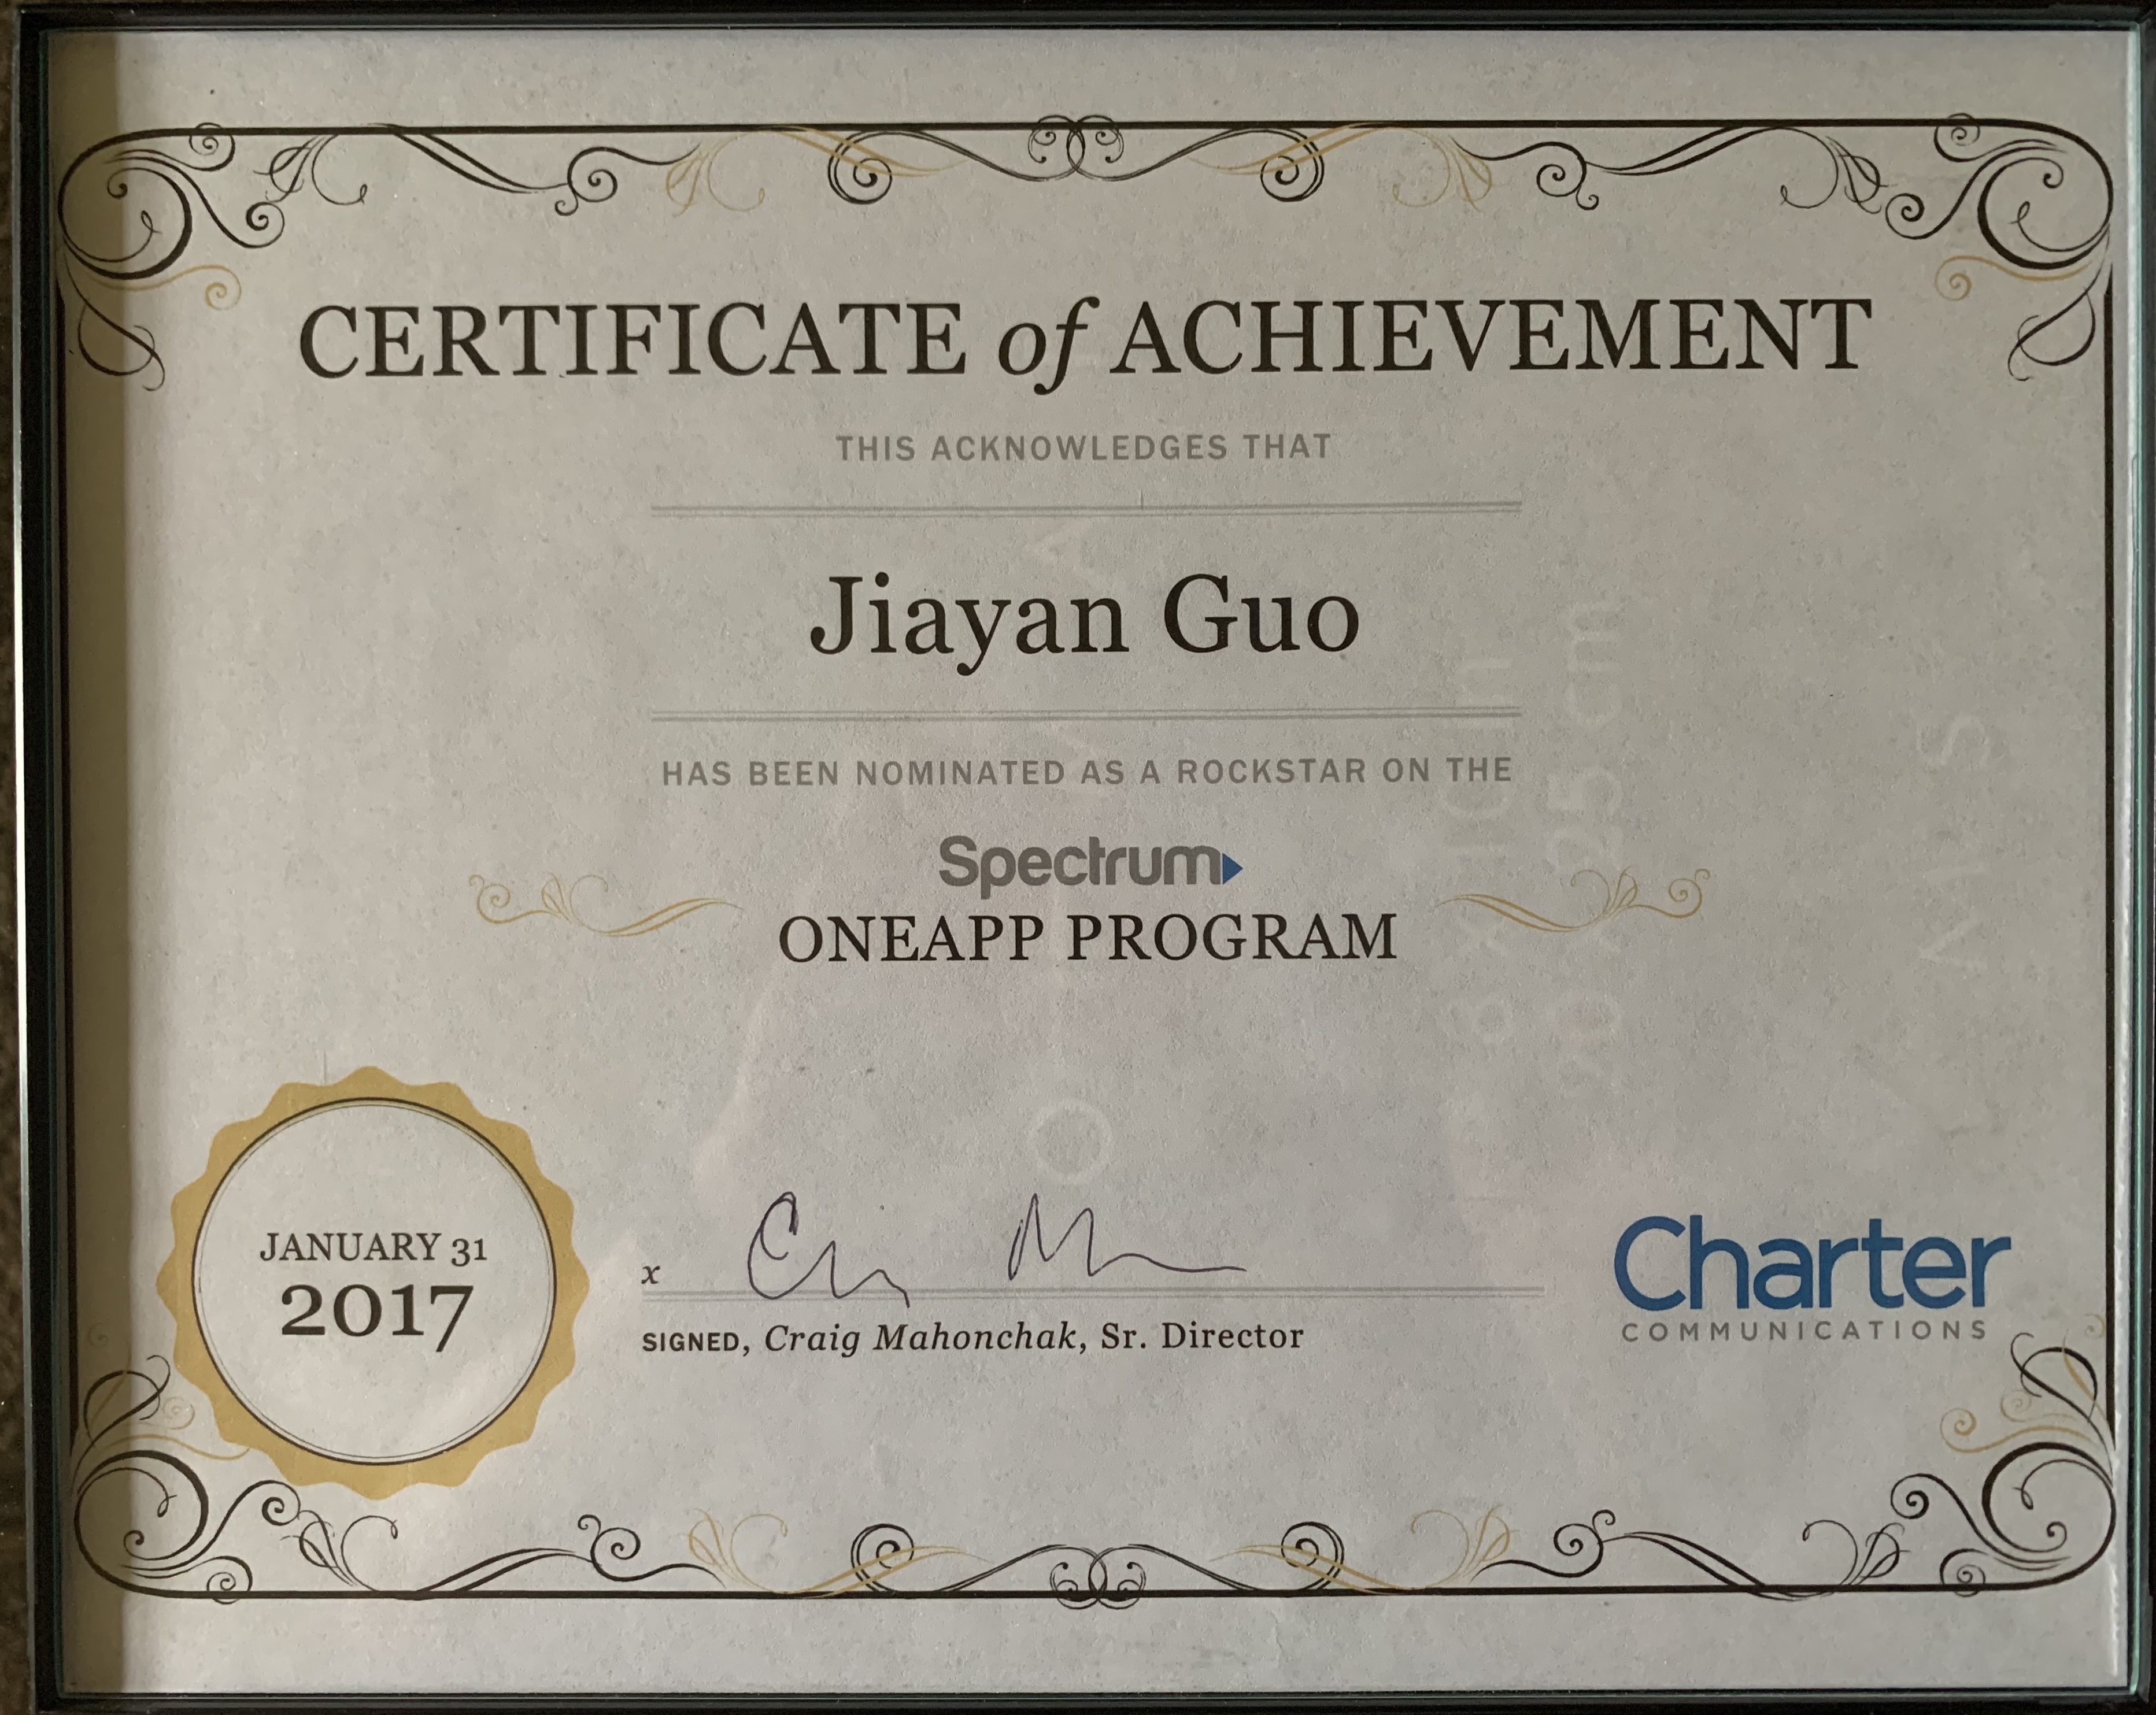 CERTIFICATE of ACHIEVEMENT
THIS ACKNOWLEDGES THAT
Jiayan Guo
HAS BEEN NOMINATED AS A ROCKSTAR ON THE
Spectrum
ONEAPP PROGRAM
JANUARY 31
2017
x
SIGNED, Craig Mahonchak, Sr. Director
Charter
COMMUNICATIONS